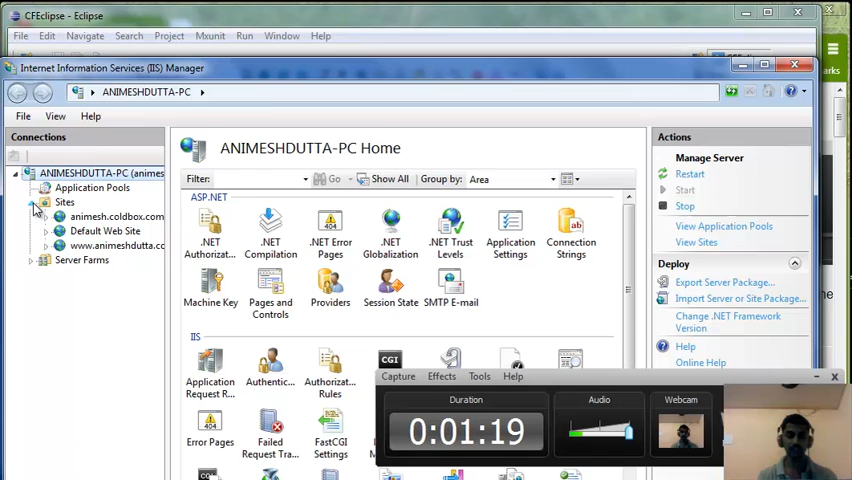 CFEclipse - Eclipse
File Edit Navigate Search Project Mxunit Run Window Help
Internet Information Services (IIS) Manager
ANIMESHDUTTA-PC
arks
File View Help
Connections
ANIMESHDUTTA-PC (animes
Application Pools
Sites
animesh.coldbox.com
Default Web Site
www.animeshdutta.co
Server Farms
ANIMESHDUTTA-PC Home
Filter: Go Show All Group by: Area
ASP.NET
.NET Authorizat...
.NET Compilation
.NET Error Pages
.NET Globalization
.NET Trust Levels
Application Settings
Connection Strings
Machine Key
Pages and Controls
Providers
Session State
SMTP E-mail
IIS
Application Request R...
Authentic...
Authorizat... Rules
CGI
Error Pages
Failed Request Tra...
FastCGI Settings
Actions
Manage Server
Restart
Start
Stop
View Application Pools
View Sites
Deploy
Export Server Package...
Import Server or Site Package...
Change .NET Framework Version
Help
Online Help
Capture Effects Tools Help
Duration
0:01:19
Audio
Webcam